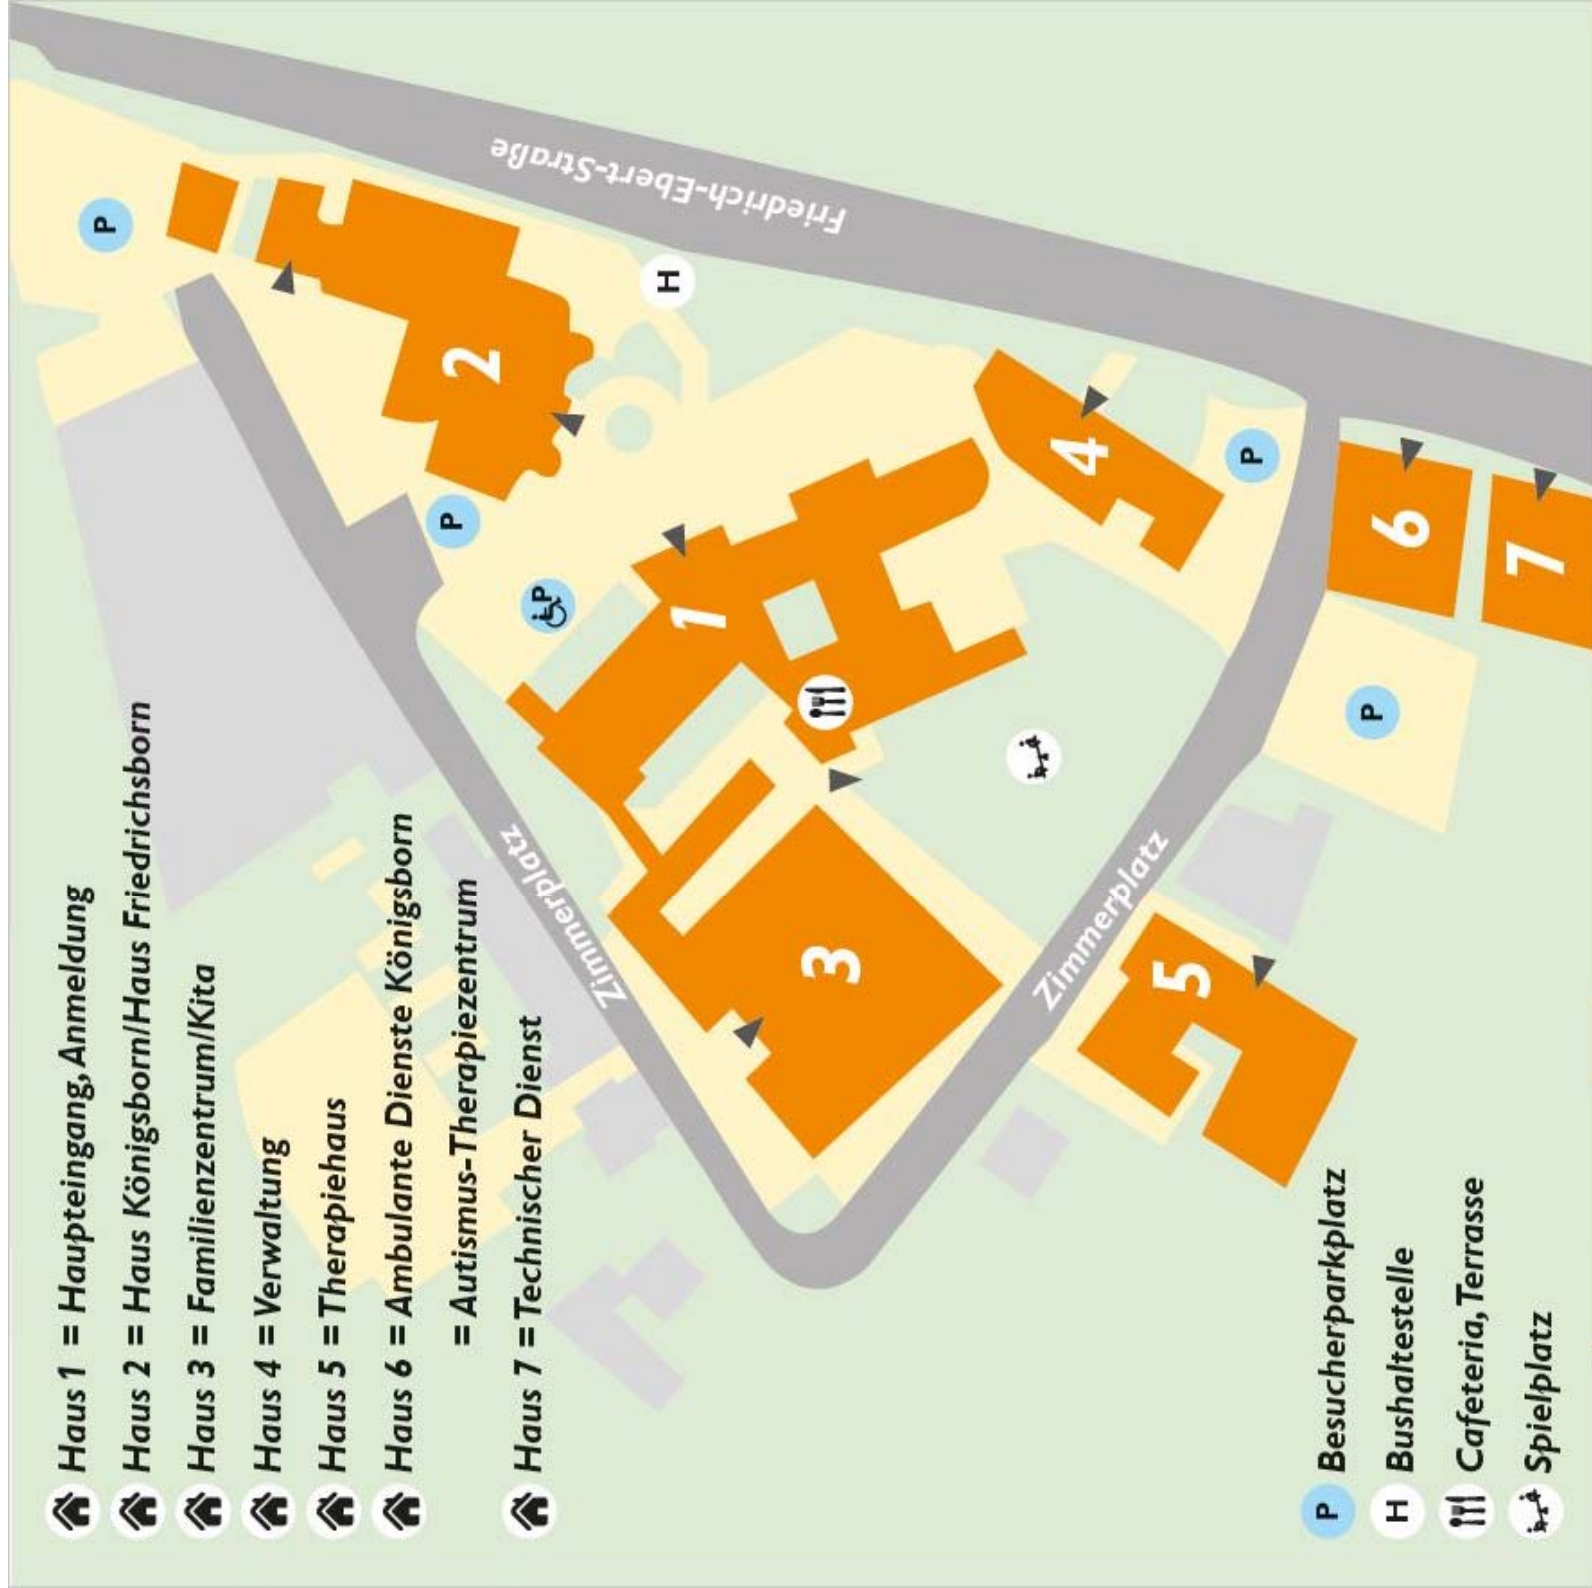 Haus 1 = Haupteingang, Anmeldung
Haus 2 = Haus Königsborn/Haus Friedrichsborn
Haus 3 = Familienzentrum/Kita
Haus 4 = Verwaltung
Haus 5 = Therapiehaus
Haus 6 = Ambulante Dienste Königsborn
= Autismus-Therapiezentrum
Haus 7 = Technischer Dienst
P Besucherparkplatz
H Bushaltestelle
Cafeteria, Terrasse
Spielplatz
Zimmerplatz
Zimmerplatz
Friedrich-Ebert-Straße
1
2
3
4
5
6
7
P
P
P
P
P
H